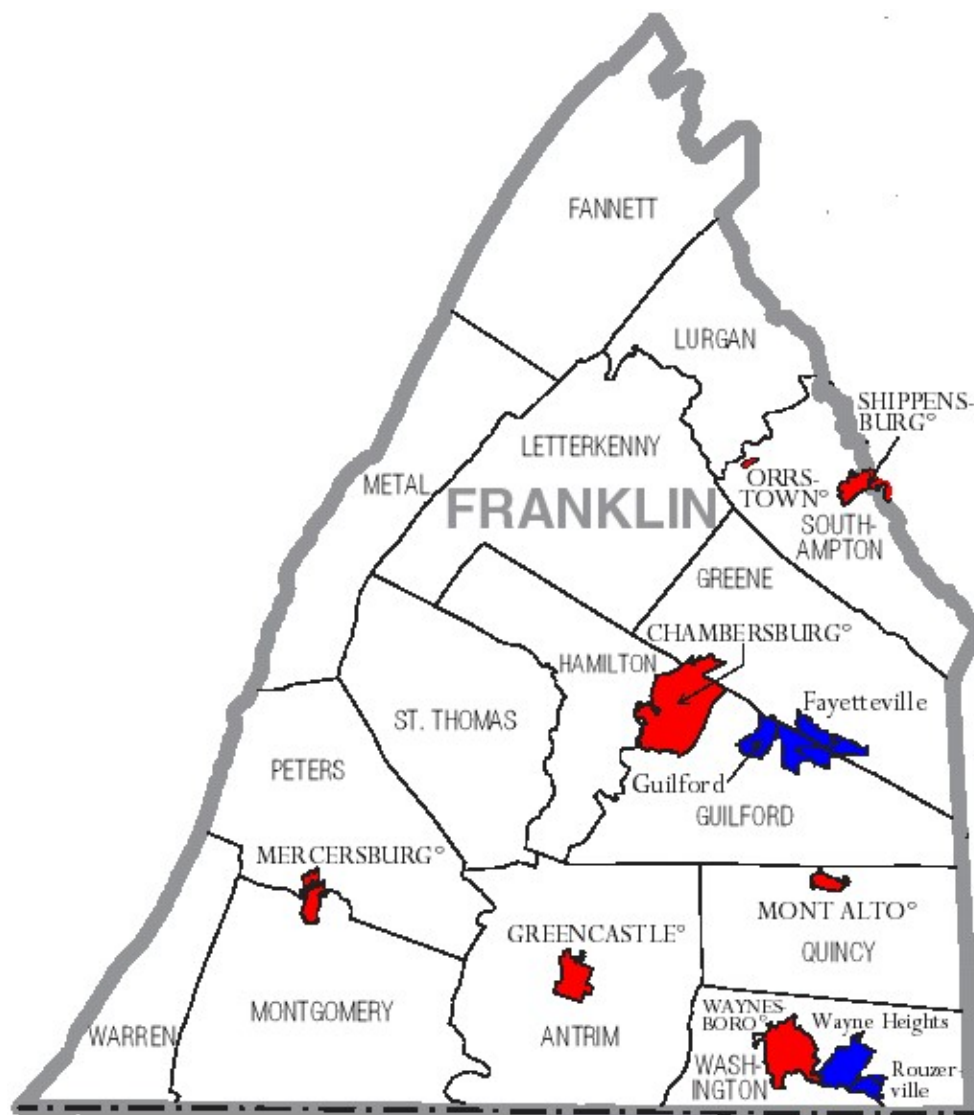 FANNETT
LURGAN
SHIPPENS-
BURG°
LETTERKENNY
ORRS-
TOWN°
METAL
FRANKLIN
SOUTH-
AMPTON
GREENE
CHAMBERSBURG°
HAMILTON
Fayetteville
ST. THOMAS
PETERS
Guilford
GUILFORD
MERCERSBURG°
MONT ALTO°
GREENCASTLE°
QUINCY
MONTGOMERY
WAYNES-
BORO°
Wayne Heights
WARREN
ANTRIM
WASH-
INGTON
Rouzer-
ville